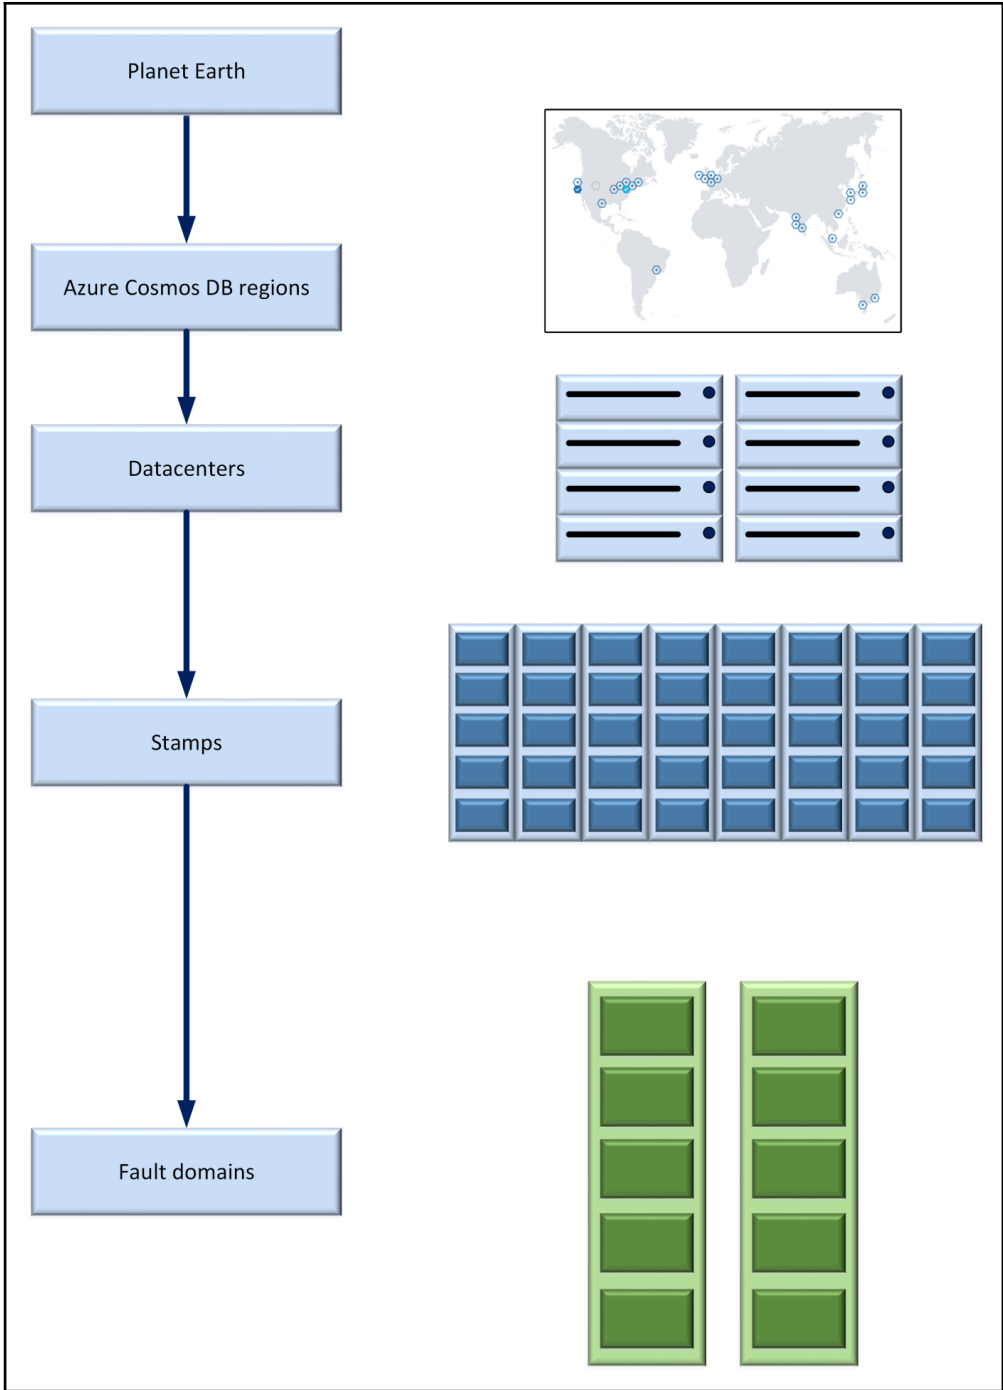 Planet Earth
Azure Cosmos DB regions
Datacenters
Stamps
Fault domains